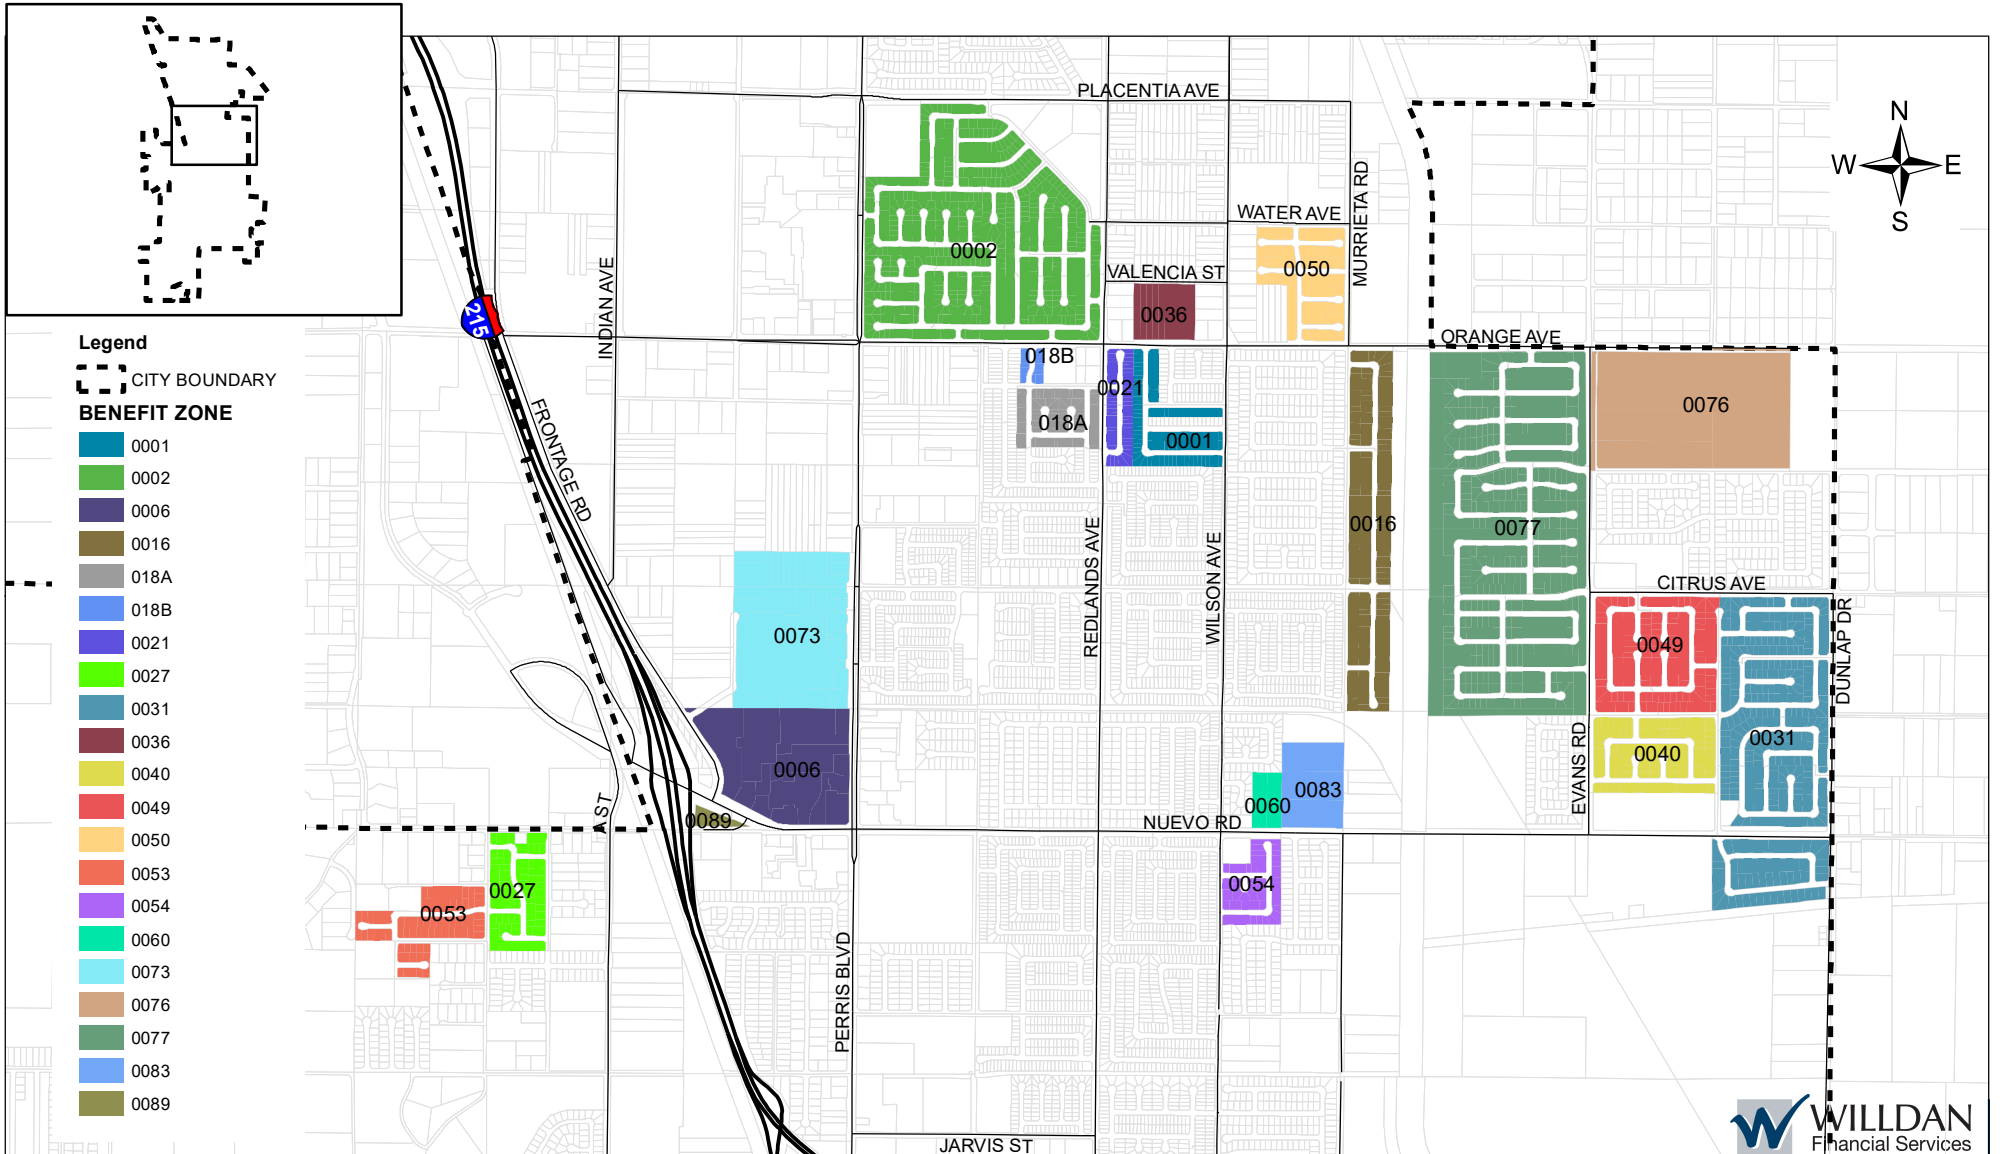 PLACENTIA AVE
N
W
E
S
WATER AVE
MURRIETA RD
0002
0050
VALENCIA ST
INDIAN AVE
0036
215
ORANGE AVE
Legend
CITY BOUNDARY
BENEFIT ZONE
0001
0002
0006
0016
018A
018B
0021
0027
0031
0036
0040
0049
0050
0053
0054
0060
0073
0076
0077
0083
0089
018B
0021
018A
0001
0076
FRONTAGE RD
0016
0077
REDLANDS AVE
WILSON AVE
CITRUS AVE
0073
0049
DUNLAP DR
0031
0040
EVANS RD
0006
0083
0060
NUEVO RD
0089
A ST
0027
0053
0054
PERRIS BLVD
JARVIS ST
WILLDAN
Financial Services